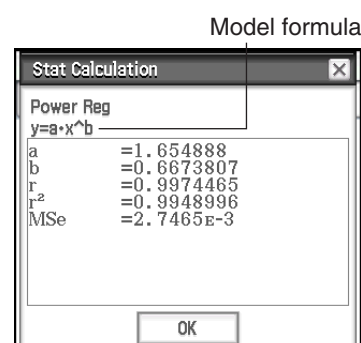 Model formula
Stat Calculation
Power Reg
y=a·x^b
a =1.654888
b =0.6673807
r =0.9974465
r² =0.9948996
MSe =2.7465ᴇ-3
OK